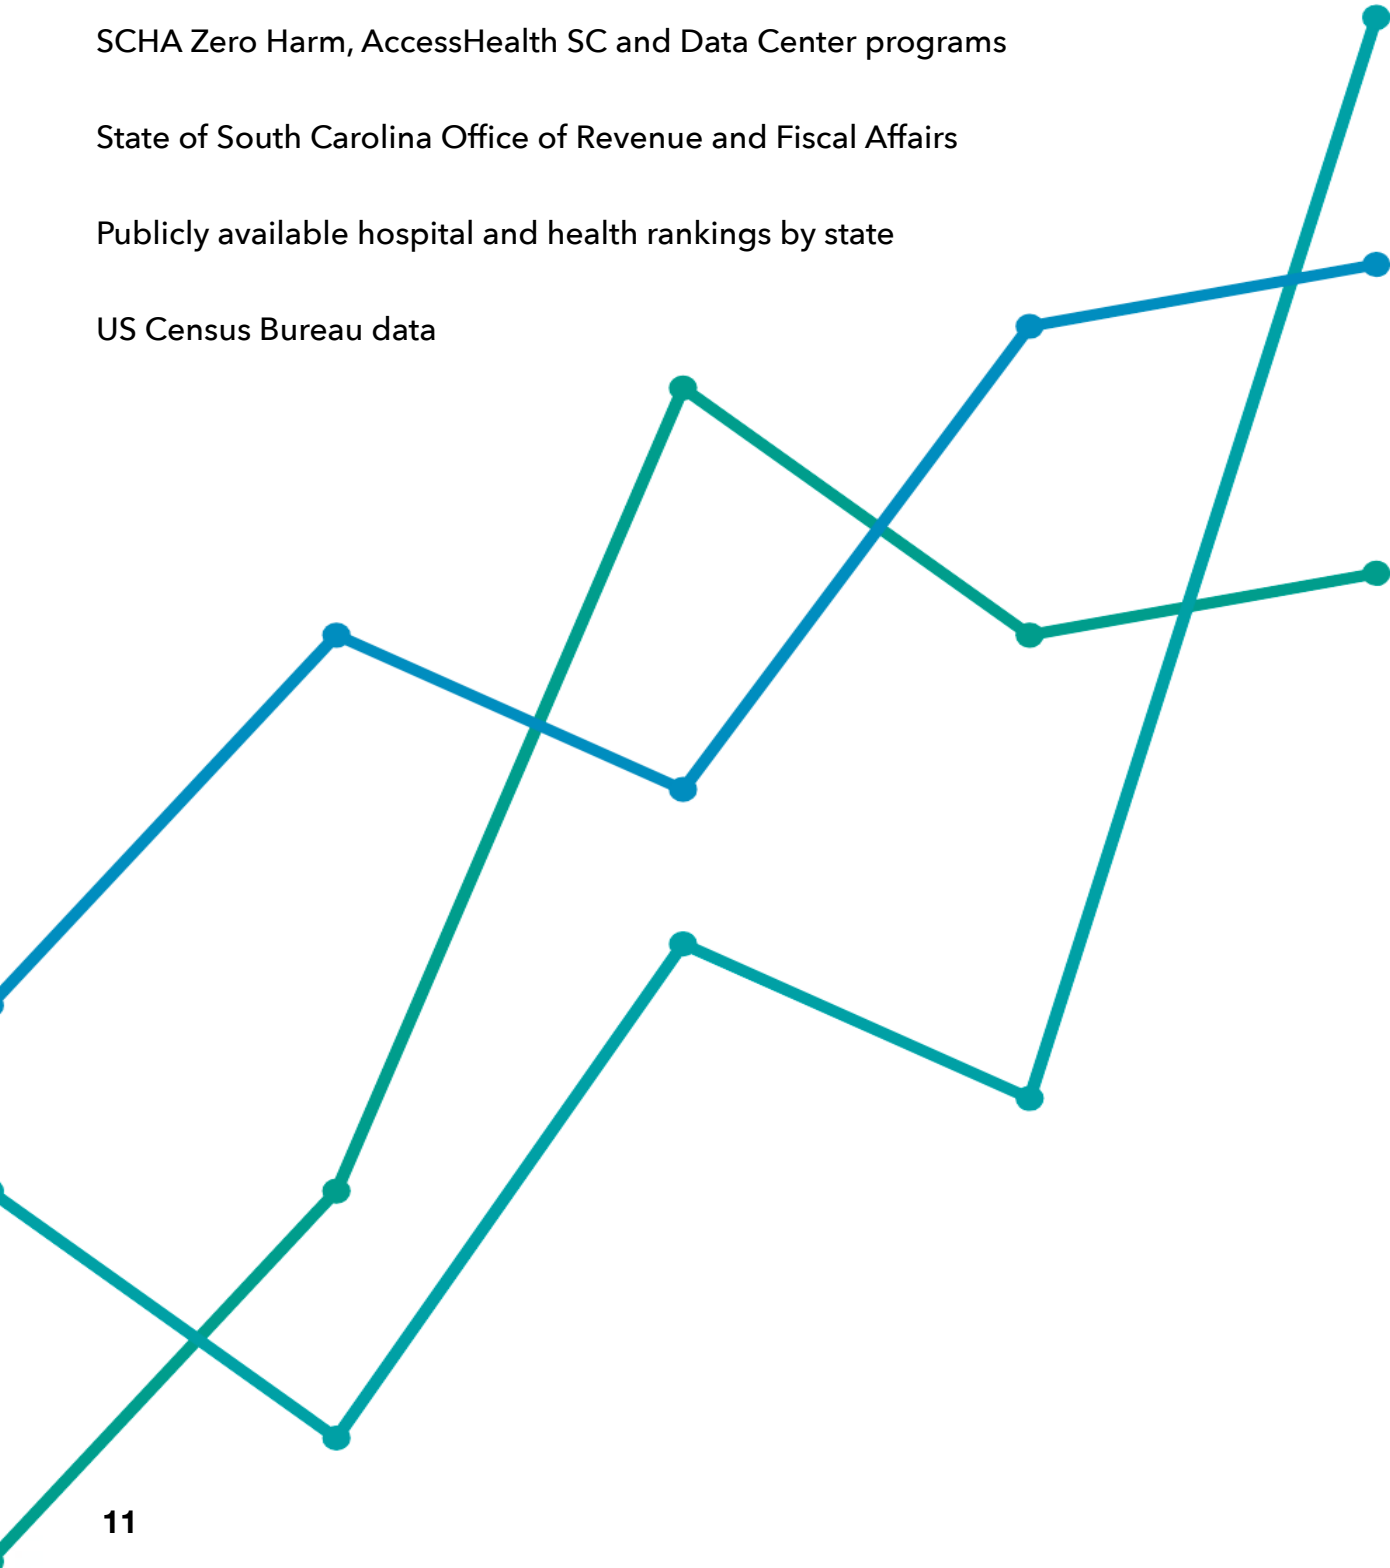 SCHA Zero Harm, AccessHealth SC and Data Center programs
State of South Carolina Office of Revenue and Fiscal Affairs
Publicly available hospital and health rankings by state
US Census Bureau data
11